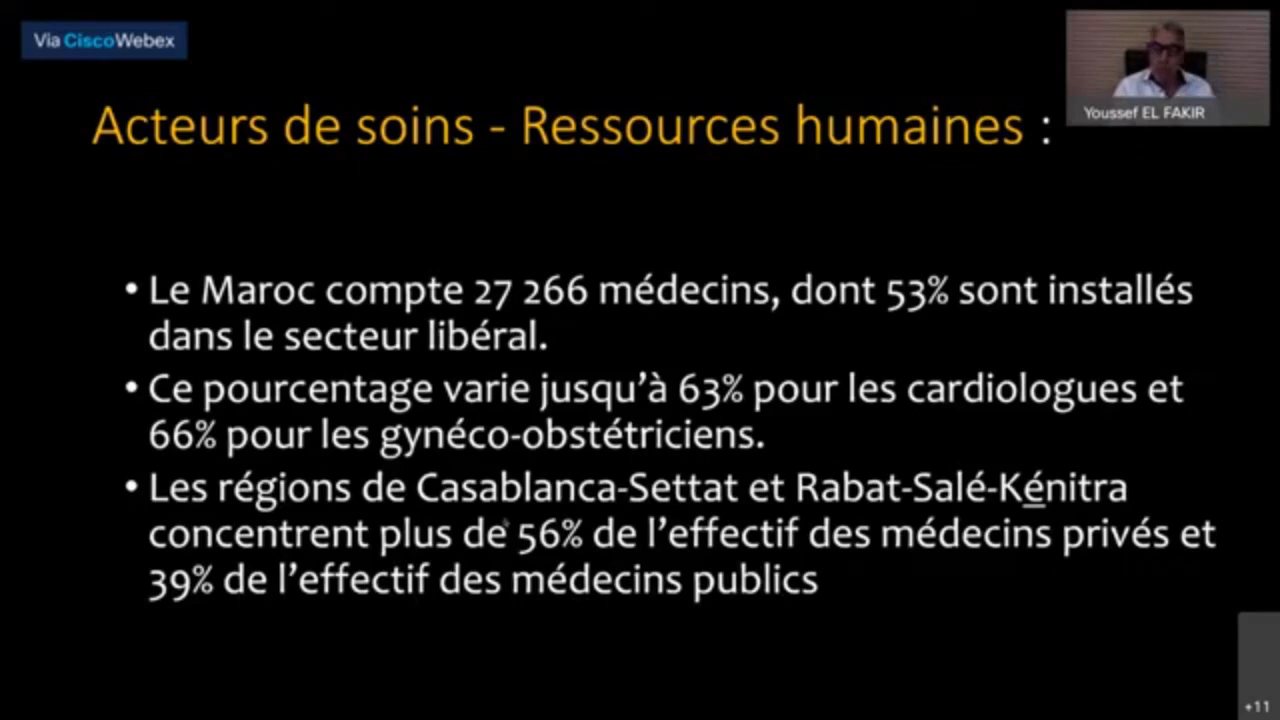 Via CiscoWebex
Youssef EL FAKIR
Acteurs de soins - Ressources humaines :
• Le Maroc compte 27 266 médecins, dont 53% sont installés
dans le secteur libéral.
• Ce pourcentage varie jusqu’à 63% pour les cardiologues et
66% pour les gynéco-obstétriciens.
• Les régions de Casablanca-Settat et Rabat-Salé-Kénitra
concentrent plus de 56% de l’effectif des médecins privés et
39% de l’effectif des médecins publics
+11